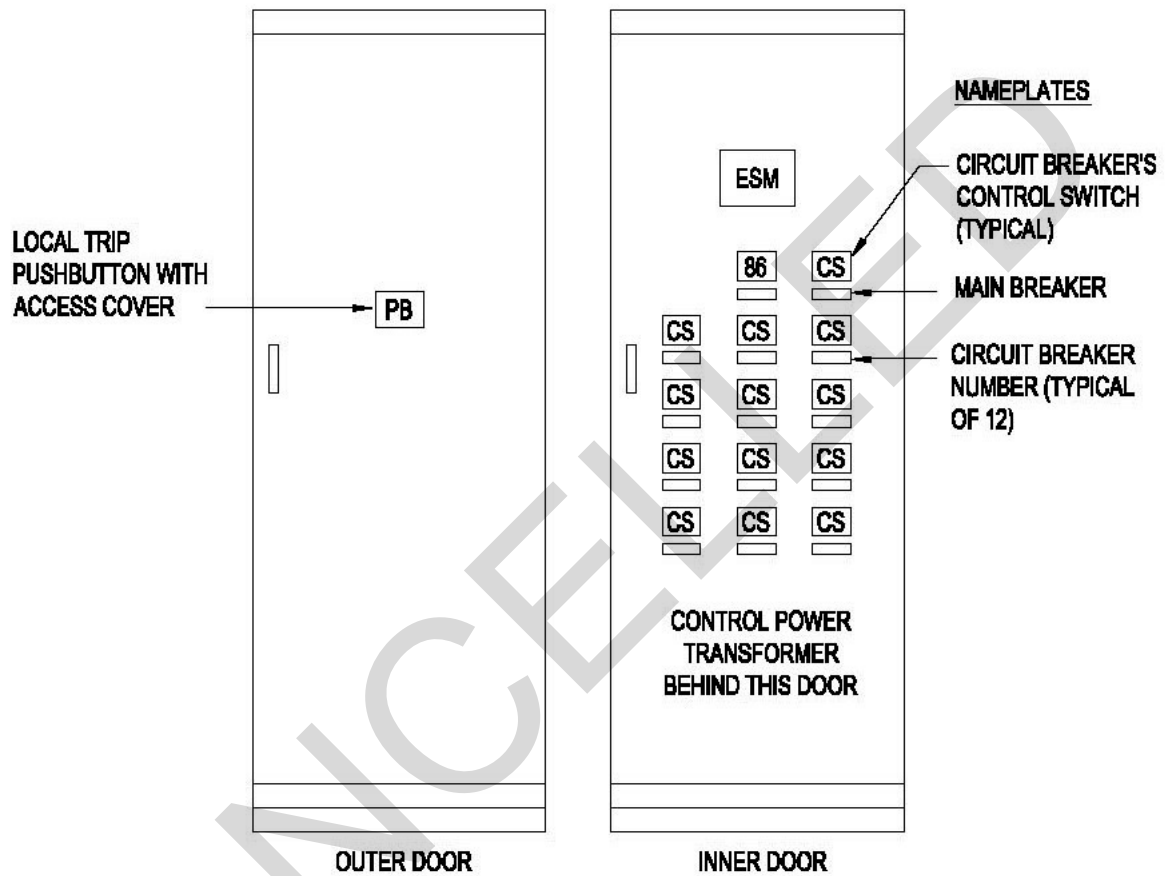 NAMEPLATES
CIRCUIT BREAKER'S
CONTROL SWITCH
(TYPICAL)
MAIN BREAKER
CIRCUIT BREAKER
NUMBER (TYPICAL
OF 12)
LOCAL TRIP
PUSHBUTTON WITH
ACCESS COVER
PB
ESM
86 CS
CS CS CS
CS CS CS
CS CS CS
CS CS CS
CONTROL POWER
TRANSFORMER
BEHIND THIS DOOR
OUTER DOOR
INNER DOOR
NCELLED